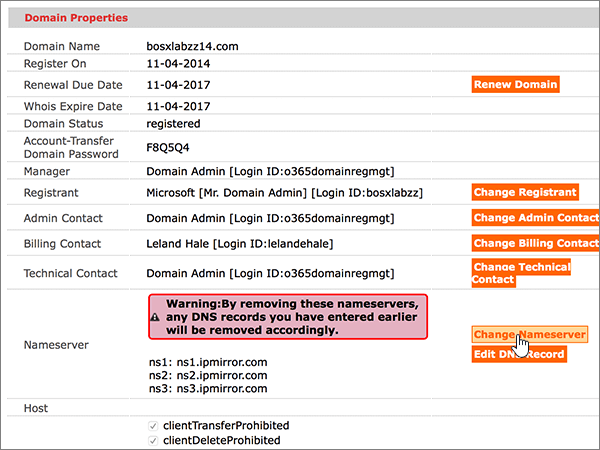 Domain Properties
Domain Name bosxlabzz14.com
Register On 11-04-2014
Renewal Due Date 11-04-2017 Renew Domain
Whois Expire Date 11-04-2017
Domain Status registered
Account-Transfer
Domain Password F8Q5Q4
Manager Domain Admin [Login ID:o365domainregmgt]
Registrant Microsoft [Mr. Domain Admin] [Login ID:bosxlabzz] Change Registrant
Admin Contact Domain Admin [Login ID:o365domainregmgt] Change Admin Contact
Billing Contact Leland Hale [Login ID:lelandehale] Change Billing Contact
Technical Contact Domain Admin [Login ID:o365domainregmgt] Change Technical
Contact
Warning:By removing these nameservers,
any DNS records you have entered earlier
will be removed accordingly.
Change Nameserver
Nameserver
Edit DNS Record
ns1: ns1.ipmirror.com
ns2: ns2.ipmirror.com
ns3: ns3.ipmirror.com
Host
clientTransferProhibited
clientDeleteProhibited